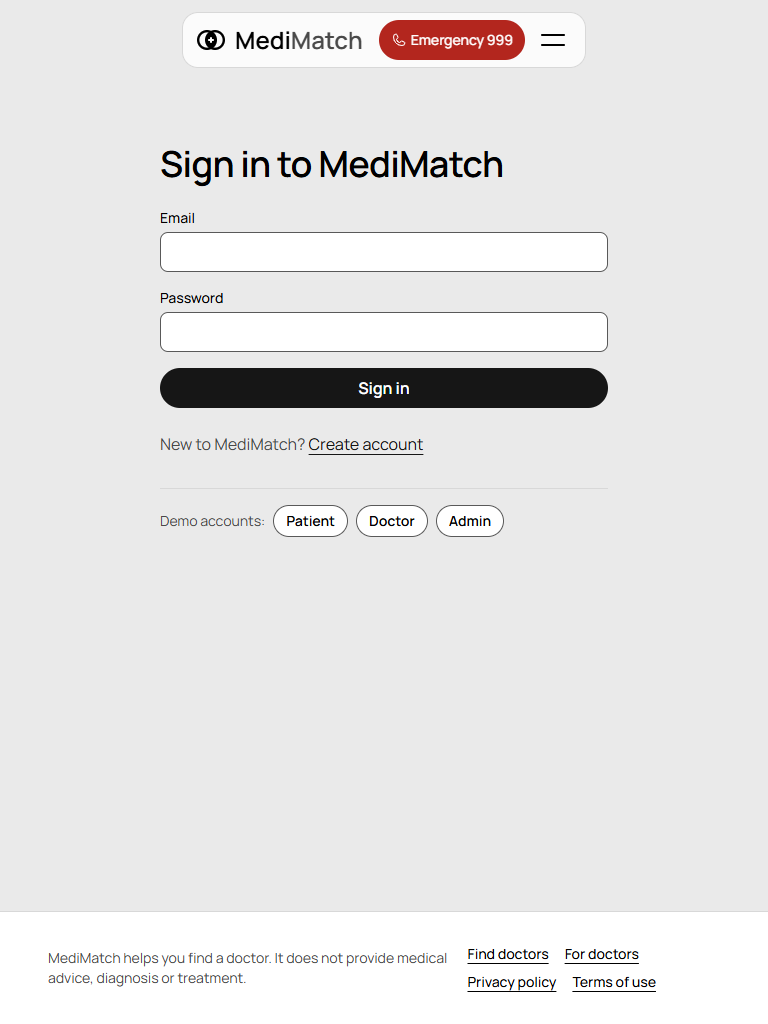 MediMatch
Emergency 999
Sign in to MediMatch
Email
Password
Sign in
New to MediMatch? Create account
Demo accounts: Patient Doctor Admin
MediMatch helps you find a doctor. It does not provide medical
advice, diagnosis or treatment.
Find doctors For doctors
Privacy policy Terms of use